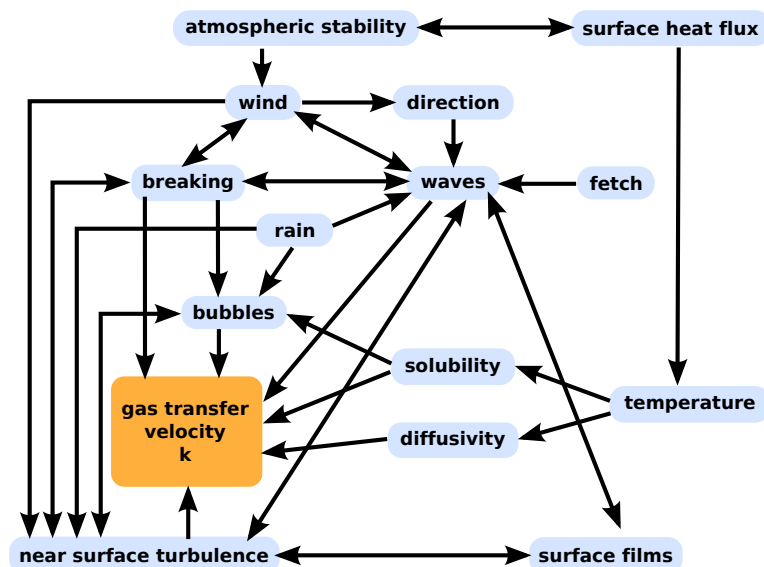 atmospheric stability
surface heat flux
wind
direction
breaking
waves
fetch
rain
bubbles
solubility
gas transfer
velocity
k
temperature
diffusivity
near surface turbulence
surface films